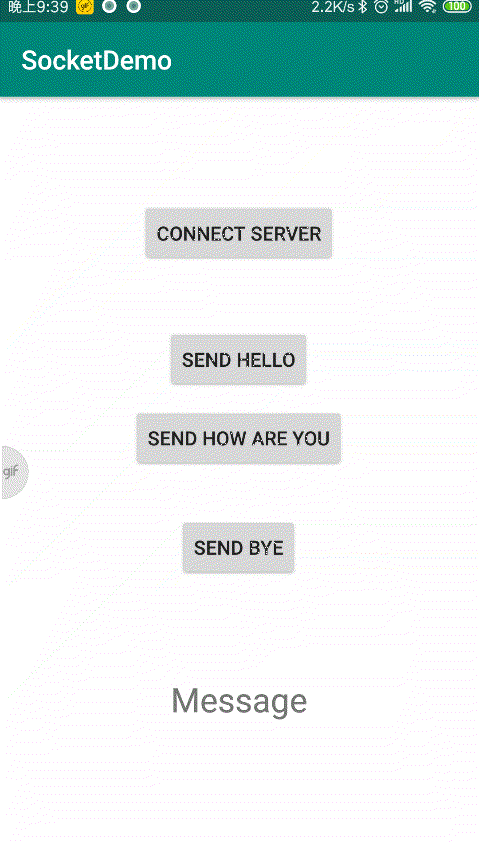 晚上9:39 2.2K/s HD 100
SocketDemo
CONNECT SERVER
SEND HELLO
SEND HOW ARE YOU
gif
SEND BYE
Message